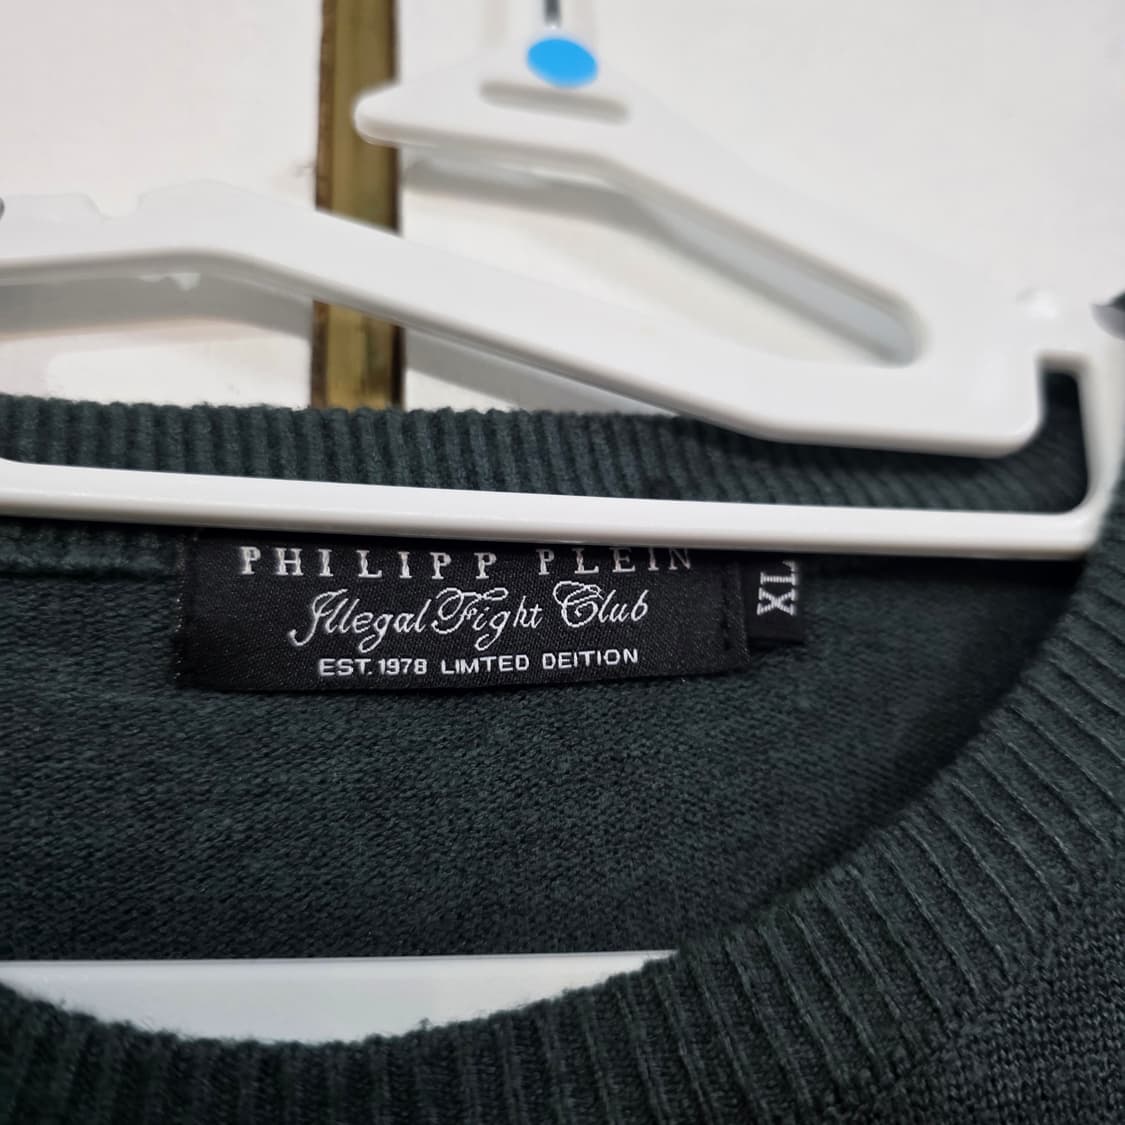 PHILIPP PLEIN
Illegal Fight Club
EST. 1978 LIMTED DEITION
XL